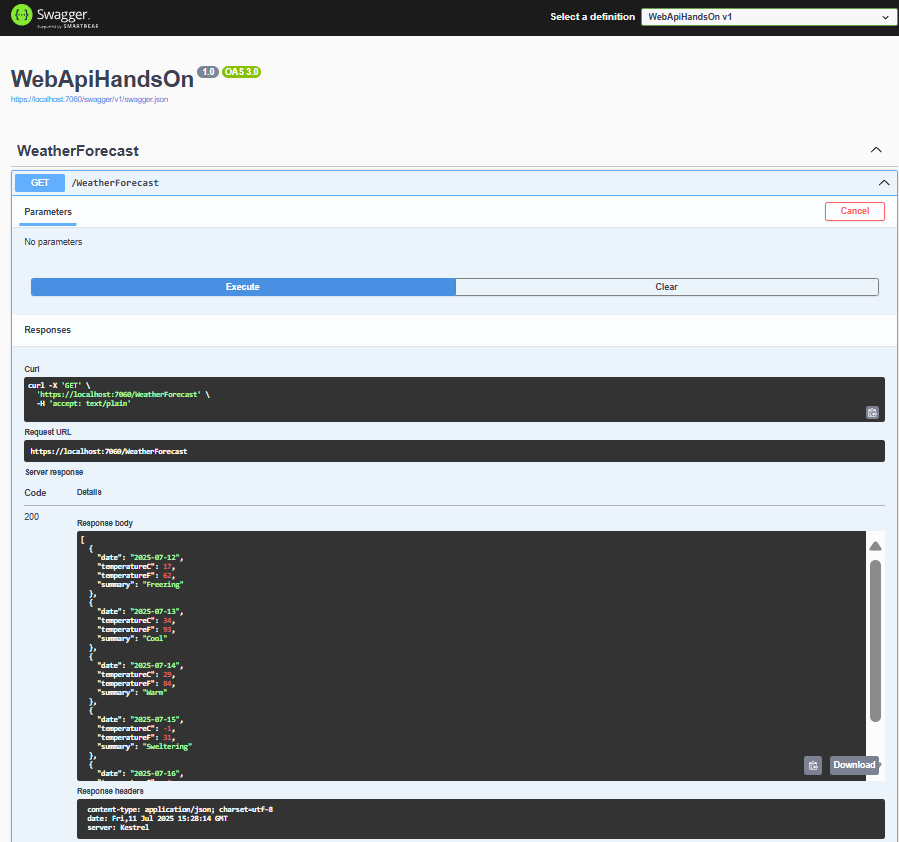 Swagger.
Supported by SMARTBEAR
Select a definition
WebApiHandsOn v1
WebApiHandsOn 1.0 OAS 3.0
https://localhost:7060/swagger/v1/swagger.json
WeatherForecast
GET /WeatherForecast
Parameters
Cancel
No parameters
Execute
Clear
Responses
Curl
curl -X 'GET' \
  'https://localhost:7060/WeatherForecast' \
  -H 'accept: text/plain'
Request URL
https://localhost:7060/WeatherForecast
Server response
Code Details
200
Response body
[
  {
    "date": "2025-07-12",
    "temperatureC": 17,
    "temperatureF": 62,
    "summary": "Freezing"
  },
  {
    "date": "2025-07-13",
    "temperatureC": 34,
    "temperatureF": 93,
    "summary": "Cool"
  },
  {
    "date": "2025-07-14",
    "temperatureC": 29,
    "temperatureF": 84,
    "summary": "Warm"
  },
  {
    "date": "2025-07-15",
    "temperatureC": -1,
    "temperatureF": 31,
    "summary": "Sweltering"
  },
  {
    "date": "2025-07-16",
Download
Response headers
content-type: application/json; charset=utf-8
date: Fri,11 Jul 2025 15:28:14 GMT
server: Kestrel